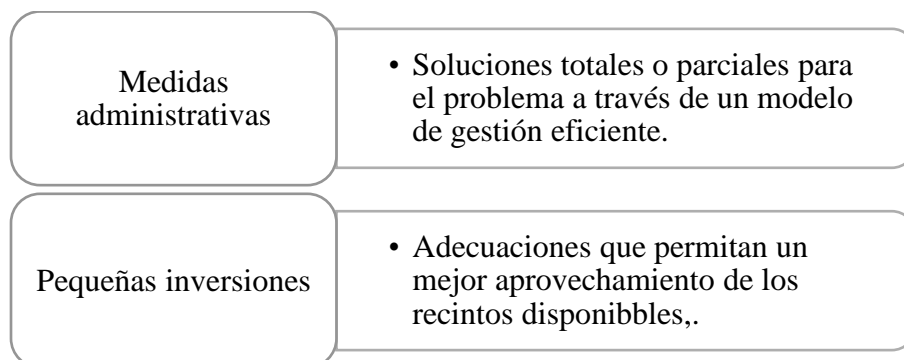 Medidas
administrativas
• Soluciones totales o parciales para
el problema a través de un modelo
de gestión eficiente.
Pequeñas inversiones
• Adecuaciones que permitan un
mejor aprovechamiento de los
recintos disponibbles,.